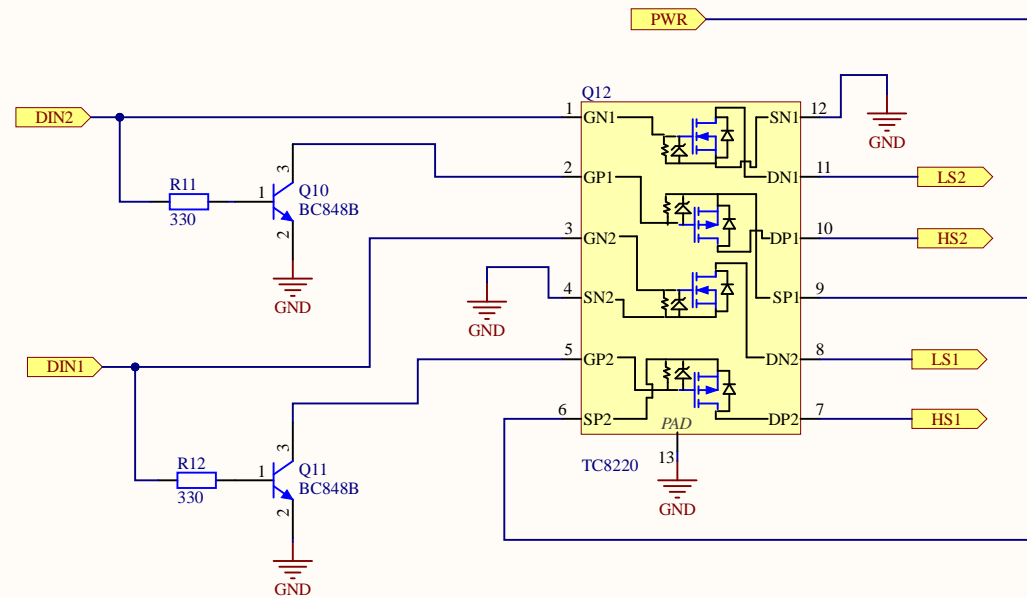 PWR
Q12
DIN2
1
GN1
SN1
12
GND
3
R11
1
Q10
330
BC848B
2
2
GP1
DN1
11
LS2
3
GN2
DP1
10
HS2
GND
4
SN2
SP1
9
GND
DIN1
5
GP2
DN2
8
LS1
6
SP2
PAD
DP2
7
HS1
3
R12
1
Q11
330
BC848B
2
13
TC8220
GND
GND